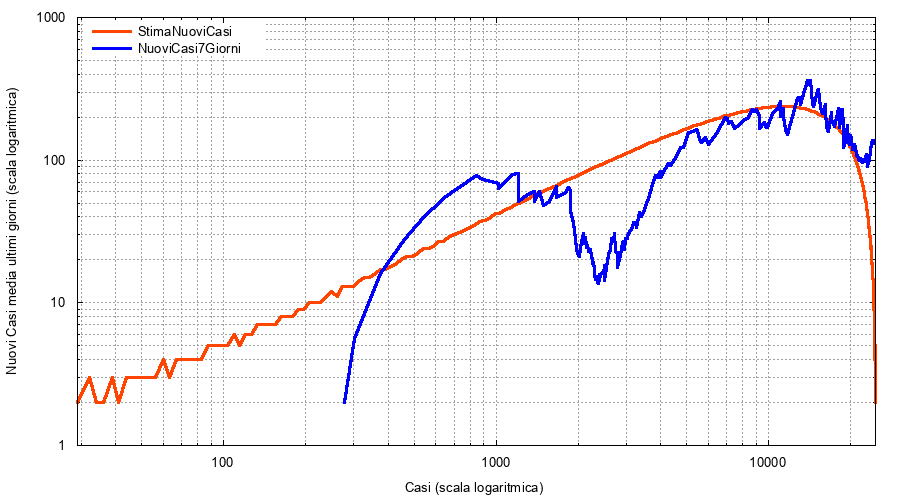 1000
StimaNuoviCasi
NuoviCasi7Giorni
100
10
1
Nuovi Casi media ultimi giorni (scala logaritmica)
100
1000
10000
Casi (scala logaritmica)